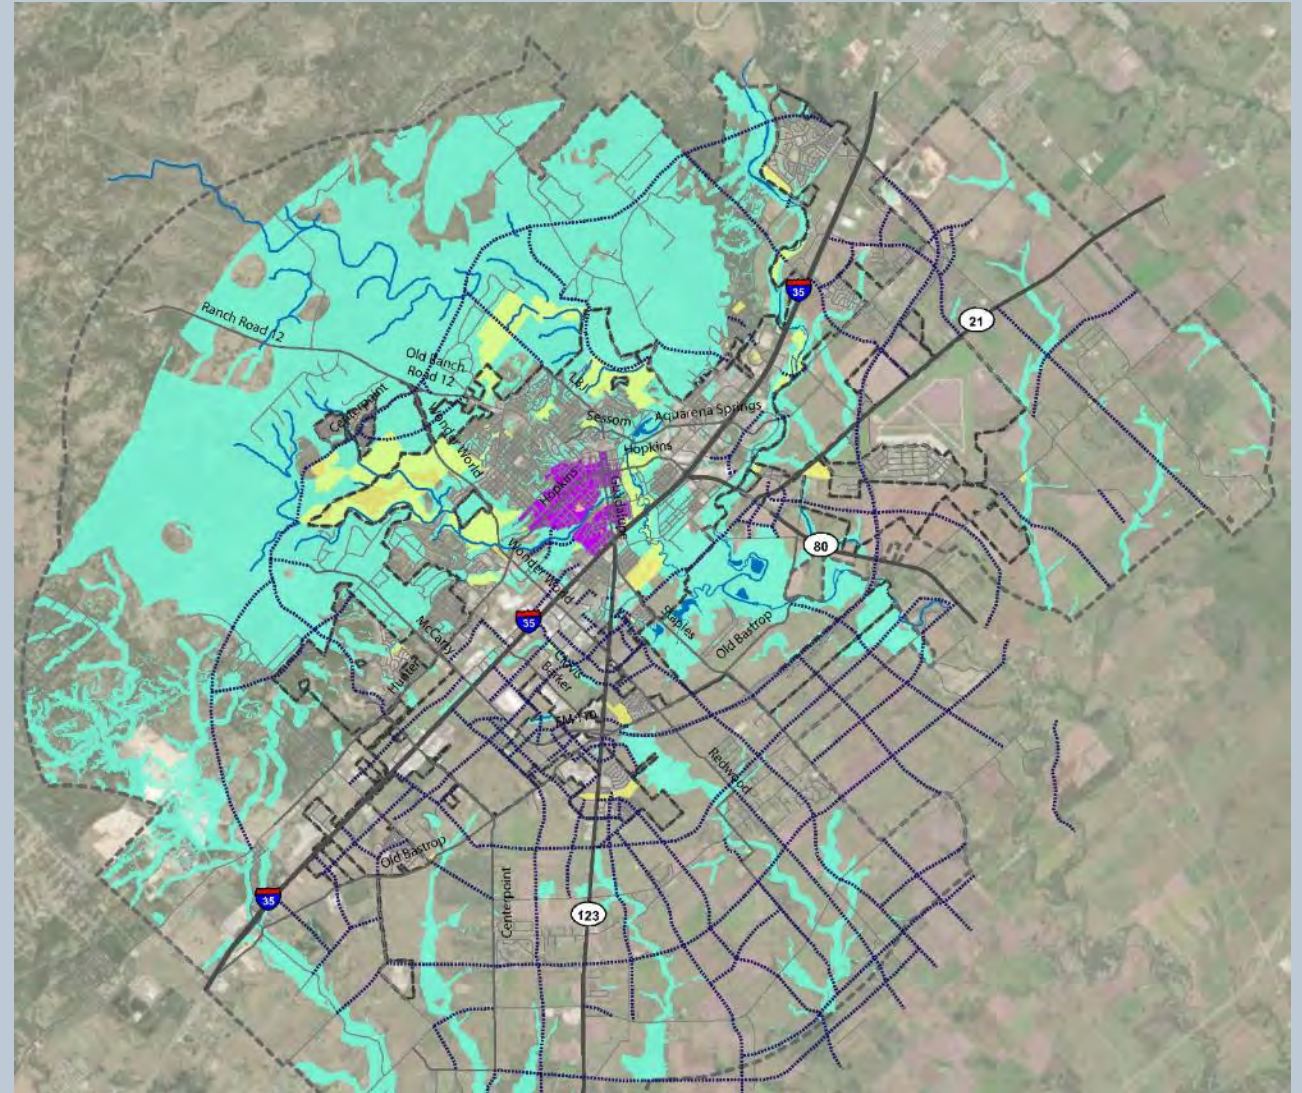 35
21
Ranch Road 12
Old Ranch
Road 12
LBJ
Centerpoint
Sessom
Aquarena Springs
Wonder World
Hopkins
Hopkins
Guadalupe
80
Wonder World
35
Staples
McCarty
Old Bastrop
Hunter
Barker
Redwood
Old Bastrop
Centerpoint
35
123